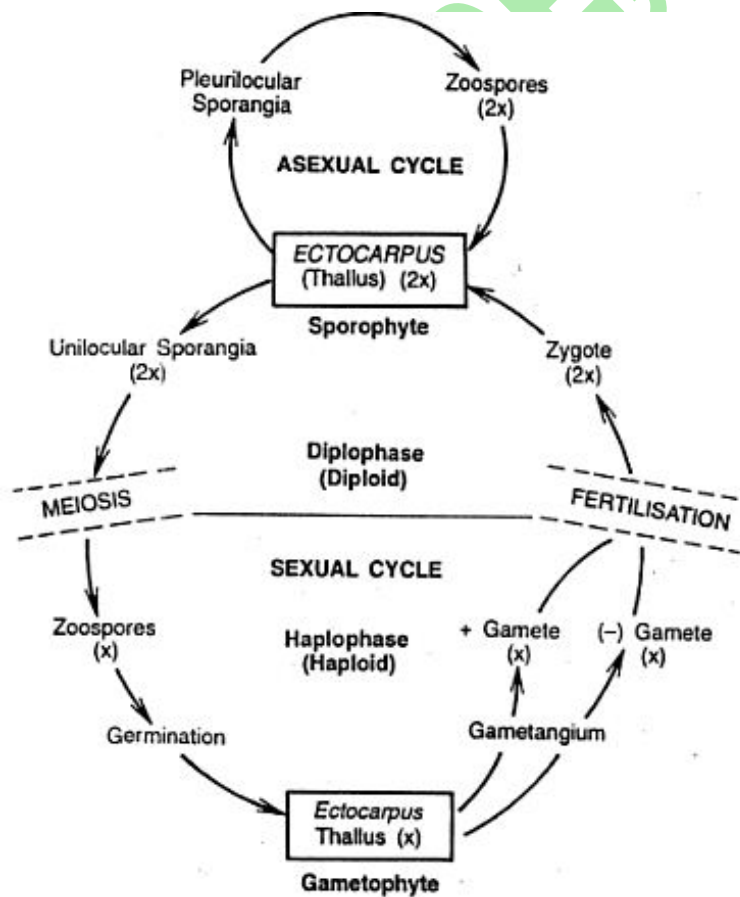 Pleurilocular
Sporangia
Zoospores
(2x)
ASEXUAL CYCLE
ECTOCARPUS
(Thallus) (2x)
Sporophyte
Unilocular Sporangia
(2x)
Zygote
(2x)
Diplophase
(Diploid)
MEIOSIS
FERTILISATION
SEXUAL CYCLE
Zoospores
(x)
Haplophase
(Haploid)
+ Gamete
(x)
(–) Gamete
(x)
Germination
Gametangium
Ectocarpus
Thallus (x)
Gametophyte